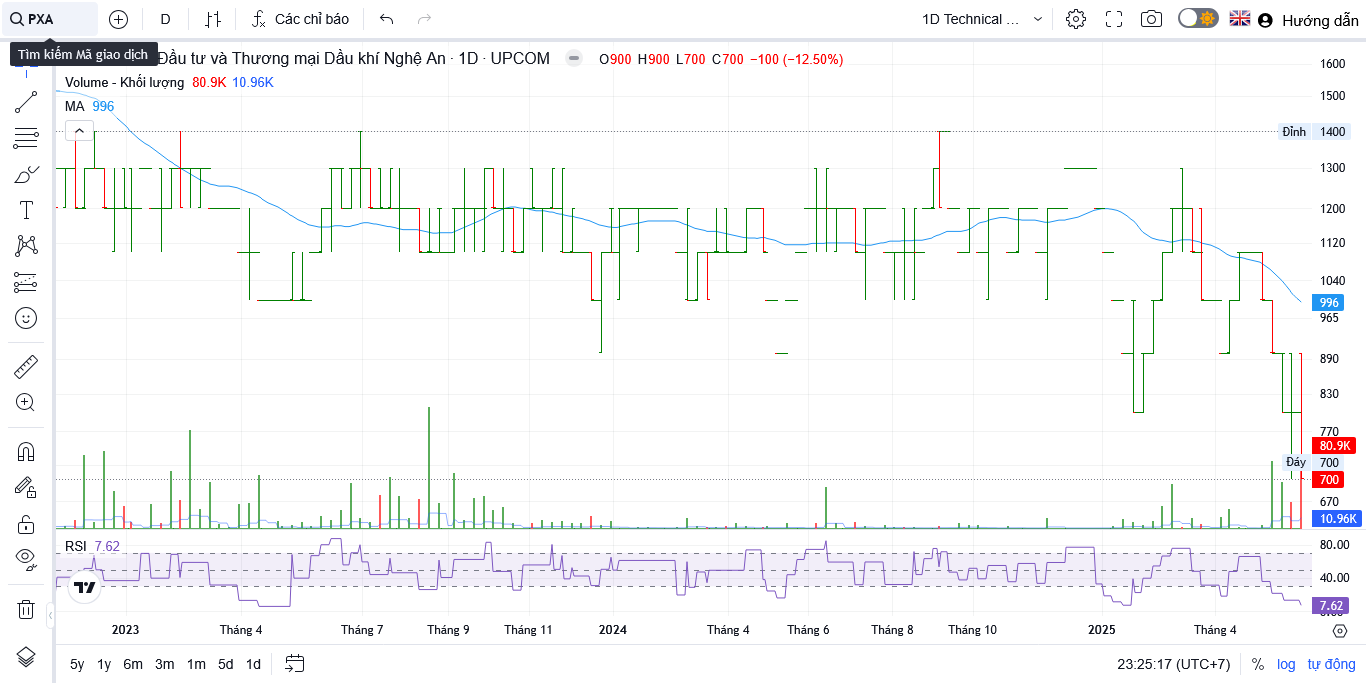 PXA
D
Các chỉ báo
1D Technical ...
Hướng dẫn
Tìm kiếm Mã giao dịch
Đầu tư và Thương mại Dầu khí Nghệ An · 1D · UPCOM
O900 H900 L700 C700 −100 (−12.50%)
Volume - Khối lượng 80.9K 10.96K
MA 996
1600
1500
Đỉnh 1400
1300
1200
1120
1040
996
965
890
830
770
80.9K
Đáy 700
700
670
10.96K
RSI 7.62
80.00
40.00
7.62
2023 Tháng 4 Tháng 7 Tháng 9 Tháng 11 2024 Tháng 4 Tháng 6 Tháng 8 Tháng 10 2025 Tháng 4
5y 1y 6m 3m 1m 5d 1d
23:25:17 (UTC+7) % log tự động